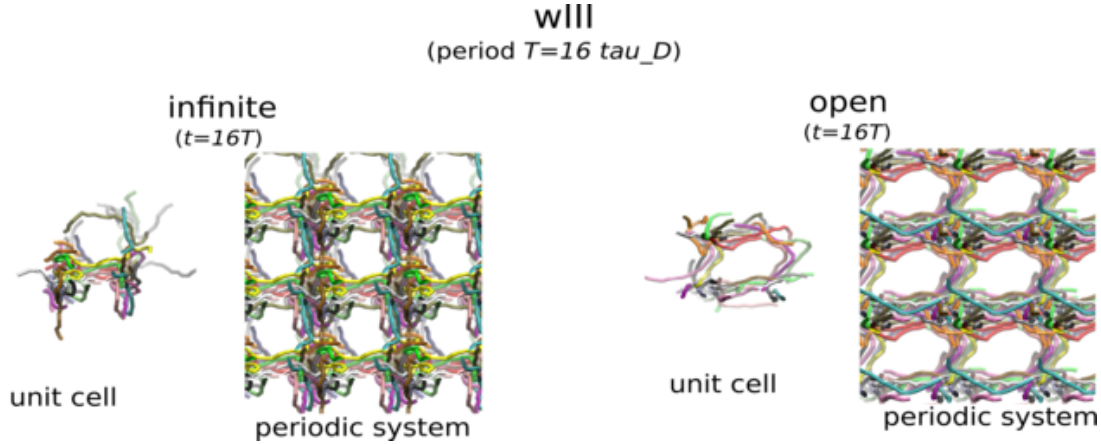 wIII
(period T=16 tau_D)
infinite
(t=16T)
open
(t=16T)
unit cell
periodic system
unit cell
periodic system